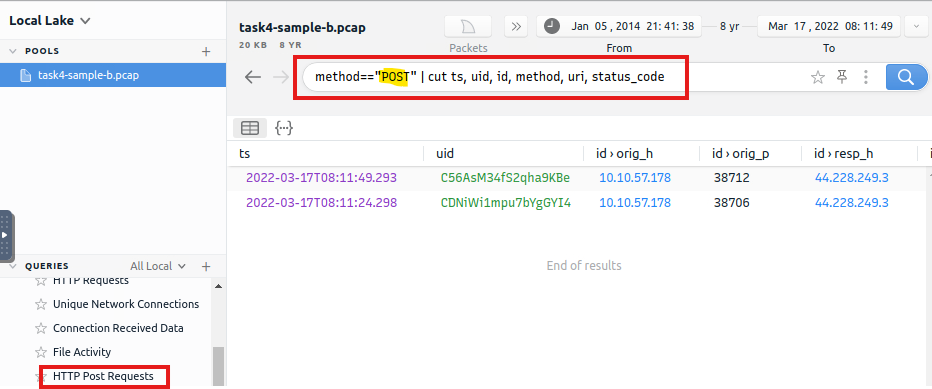 Local Lake
POOLS +
task4-sample-b.pcap
task4-sample-b.pcap
20 KB 8 YR
Packets
Jan 05, 2014 21:41:38
From
8 yr
Mar 17, 2022 08:11:49
To
method=="POST" | cut ts, uid, id, method, uri, status_code
ts uid id › orig_h id › orig_p id › resp_h
2022-03-17T08:11:49.293 C56AsM34fS2qha9KBe 10.10.57.178 38712 44.228.249.3
2022-03-17T08:11:24.298 CDNiWi1mpu7bYgGYI4 10.10.57.178 38706 44.228.249.3
End of results
QUERIES All Local +
HTTP Requests
Unique Network Connections
Connection Received Data
File Activity
HTTP Post Requests